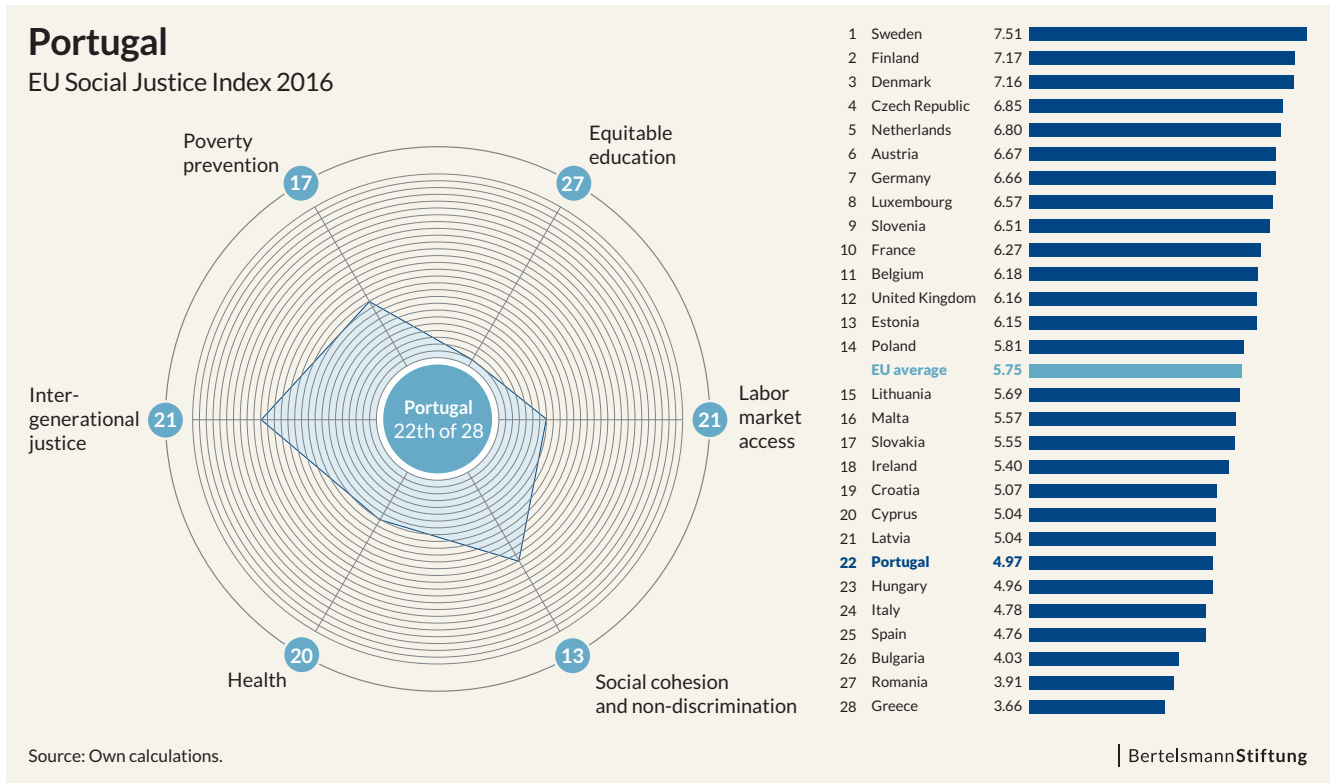 Portugal
EU Social Justice Index 2016
Poverty
prevention
17
Equitable
education
27
Inter-
generational
justice
21
Portugal
22th of 28
21
Labor
market
access
Health
20
13
Social cohesion
and non-discrimination
1 Sweden 7.51
2 Finland 7.17
3 Denmark 7.16
4 Czech Republic 6.85
5 Netherlands 6.80
6 Austria 6.67
7 Germany 6.66
8 Luxembourg 6.57
9 Slovenia 6.51
10 France 6.27
11 Belgium 6.18
12 United Kingdom 6.16
13 Estonia 6.15
14 Poland 5.81
EU average 5.75
15 Lithuania 5.69
16 Malta 5.57
17 Slovakia 5.55
18 Ireland 5.40
19 Croatia 5.07
20 Cyprus 5.04
21 Latvia 5.04
22 Portugal 4.97
23 Hungary 4.96
24 Italy 4.78
25 Spain 4.76
26 Bulgaria 4.03
27 Romania 3.91
28 Greece 3.66
Source: Own calculations.
BertelsmannStiftung